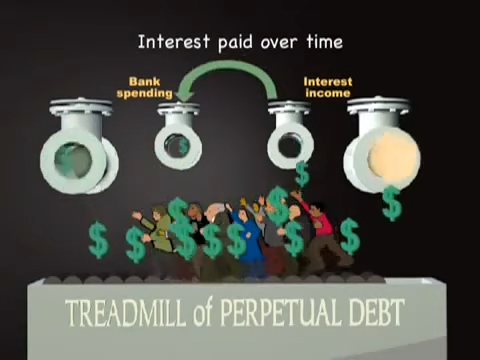 Interest paid over time
Bank
spending
Interest
income
TREADMILL of PERPETUAL DEBT